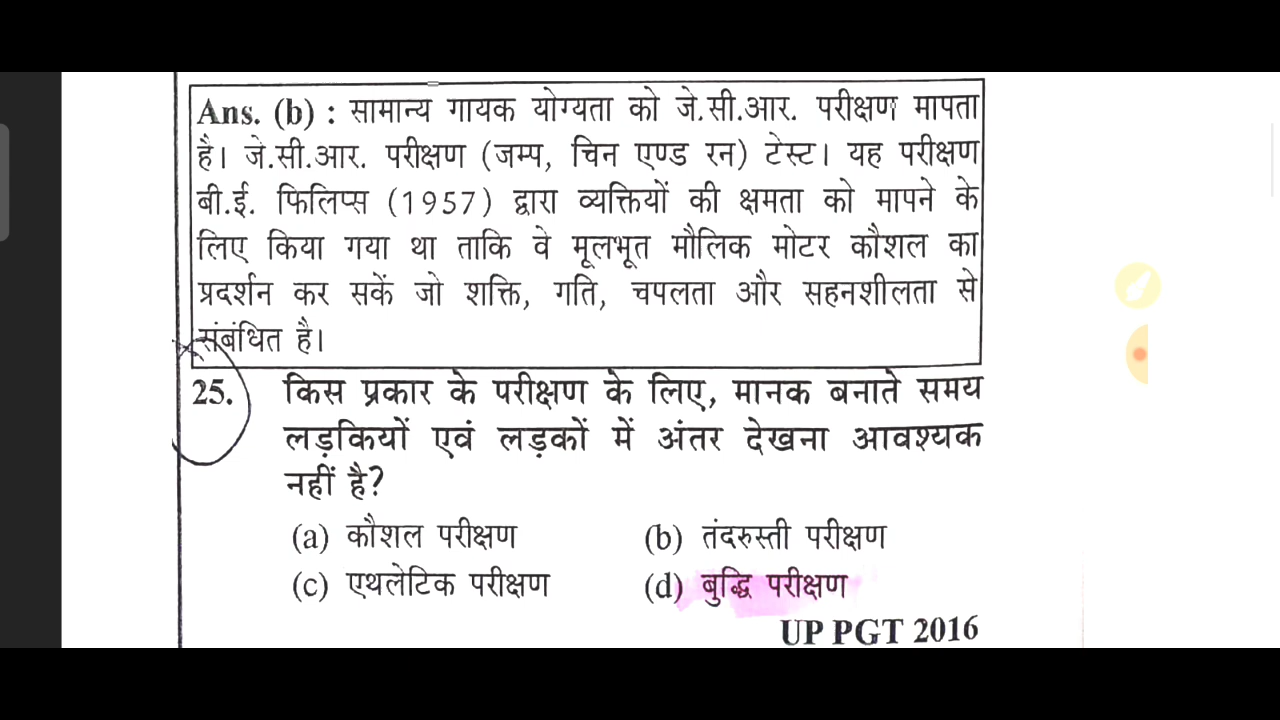 Ans. (b) : सामान्य गायक योग्यता को जे.सी.आर. परीक्षण मापता
है। जे.सी.आर. परीक्षण (जम्प, चिन एण्ड रन) टेस्ट। यह परीक्षण
बी.ई. फिलिप्स (1957) द्वारा व्यक्तियों की क्षमता को मापने के
लिए किया गया था ताकि वे मूलभूत मौलिक मोटर कौशल का
प्रदर्शन कर सकें जो शक्ति, गति, चपलता और सहनशीलता से
संबंधित है।
25. किस प्रकार के परीक्षण के लिए, मानक बनाते समय
लड़कियों एवं लड़कों में अंतर देखना आवश्यक
नहीं है?
(a) कौशल परीक्षण (b) तंदरुस्ती परीक्षण
(c) एथलेटिक परीक्षण (d) बुद्धि परीक्षण
UP PGT 2016